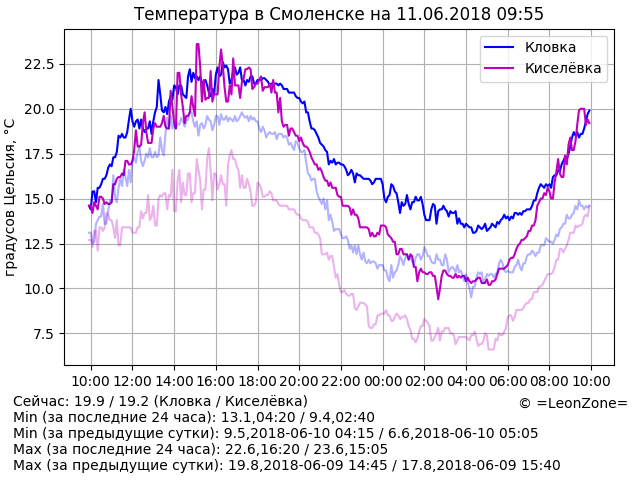 Температура в Смоленске на 11.06.2018 09:55
Кловка
Киселёвка
градусов Цельсия, °C
22.5
20.0
17.5
15.0
12.5
10.0
7.5
10:00 12:00 14:00 16:00 18:00 20:00 22:00 00:00 02:00 04:00 06:00 08:00 10:00
Сейчас: 19.9 / 19.2 (Кловка / Киселёвка)
© =LeonZone=
Min (за последние 24 часа): 13.1,04:20 / 9.4,02:40
Min (за предыдущие сутки): 9.5,2018-06-10 04:15 / 6.6,2018-06-10 05:05
Max (за последние 24 часа): 22.6,16:20 / 23.6,15:05
Max (за предыдущие сутки): 19.8,2018-06-09 14:45 / 17.8,2018-06-09 15:40